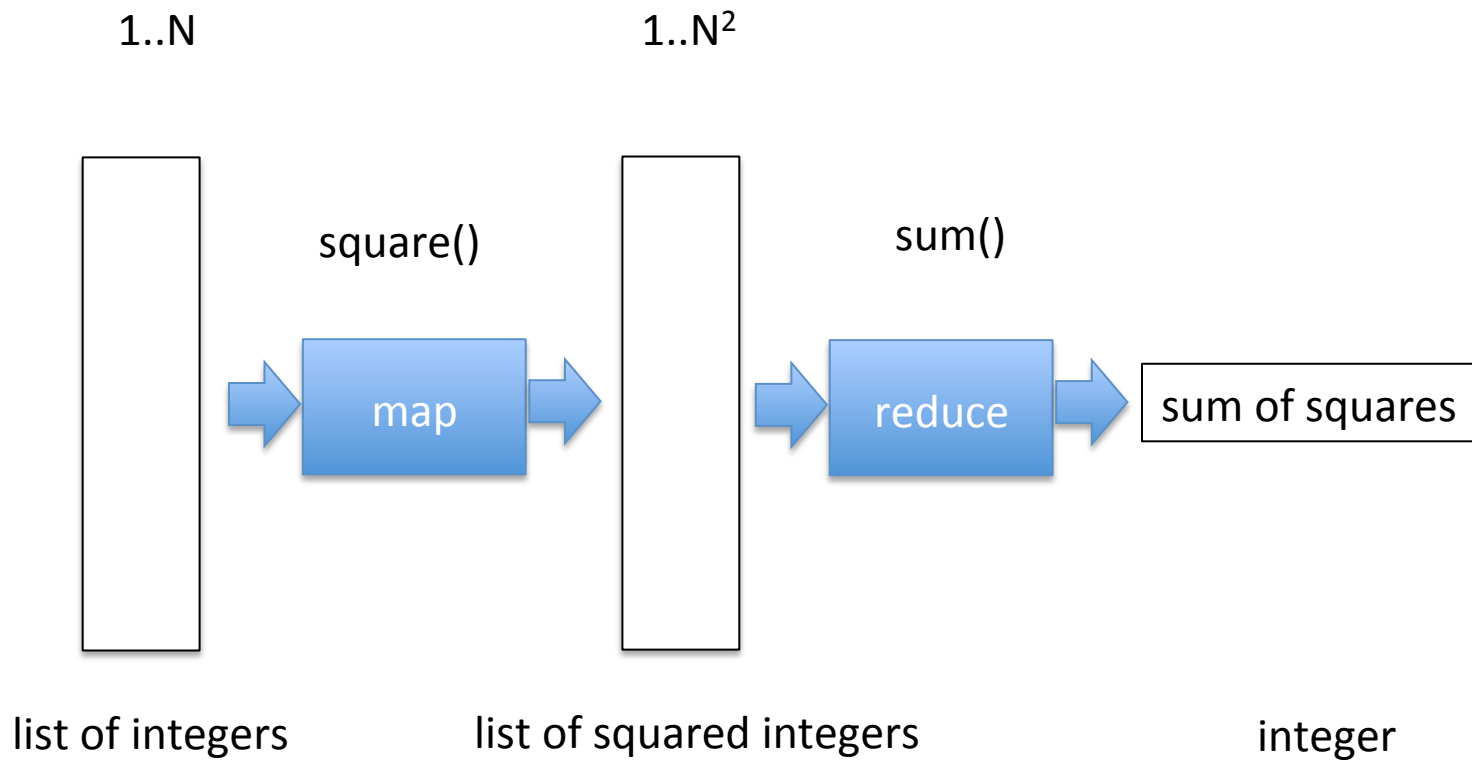 1..N
1..N²
square()
sum()
map
reduce
sum of squares
list of integers
list of squared integers
integer